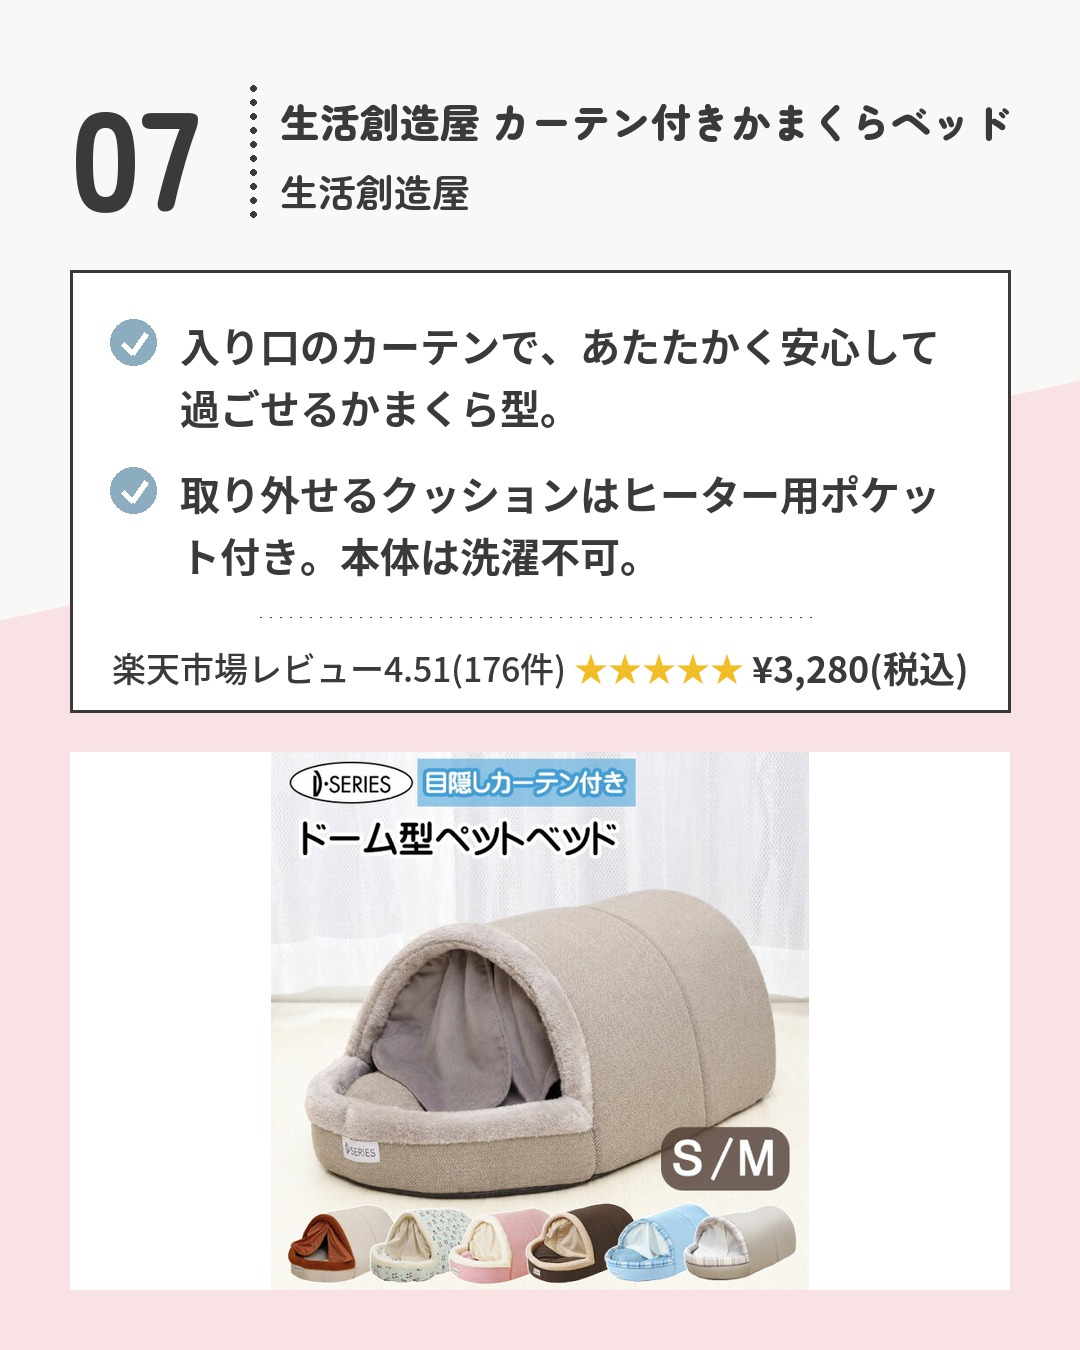 07
生活創造屋 カーテン付きかまくらベッド
生活創造屋
入り口のカーテンで、あたたかく安心して
過ごせるかまくら型。
取り外せるクッションはヒーター用ポケッ
ト付き。本体は洗濯不可。
楽天市場レビュー4.51(176件) ★★★★★ ¥3,280(税込)
D·SERIES 目隠しカーテン付き
ドーム型ペットベッド
D·SERIES
S/M